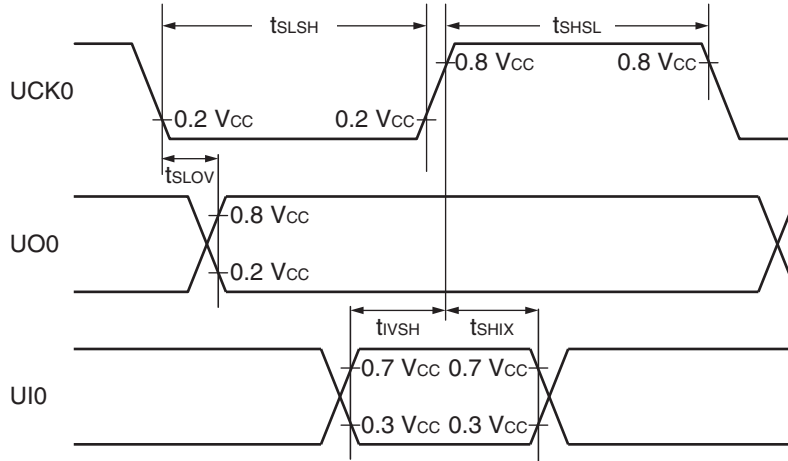 tSLSH tSHSL
UCK0 0.8 VCC 0.8 VCC
0.2 VCC 0.2 VCC
tSLOV
UO0 0.8 VCC
0.2 VCC
tIVSH tSHIX
UI0 0.7 VCC 0.7 VCC
0.3 VCC 0.3 VCC